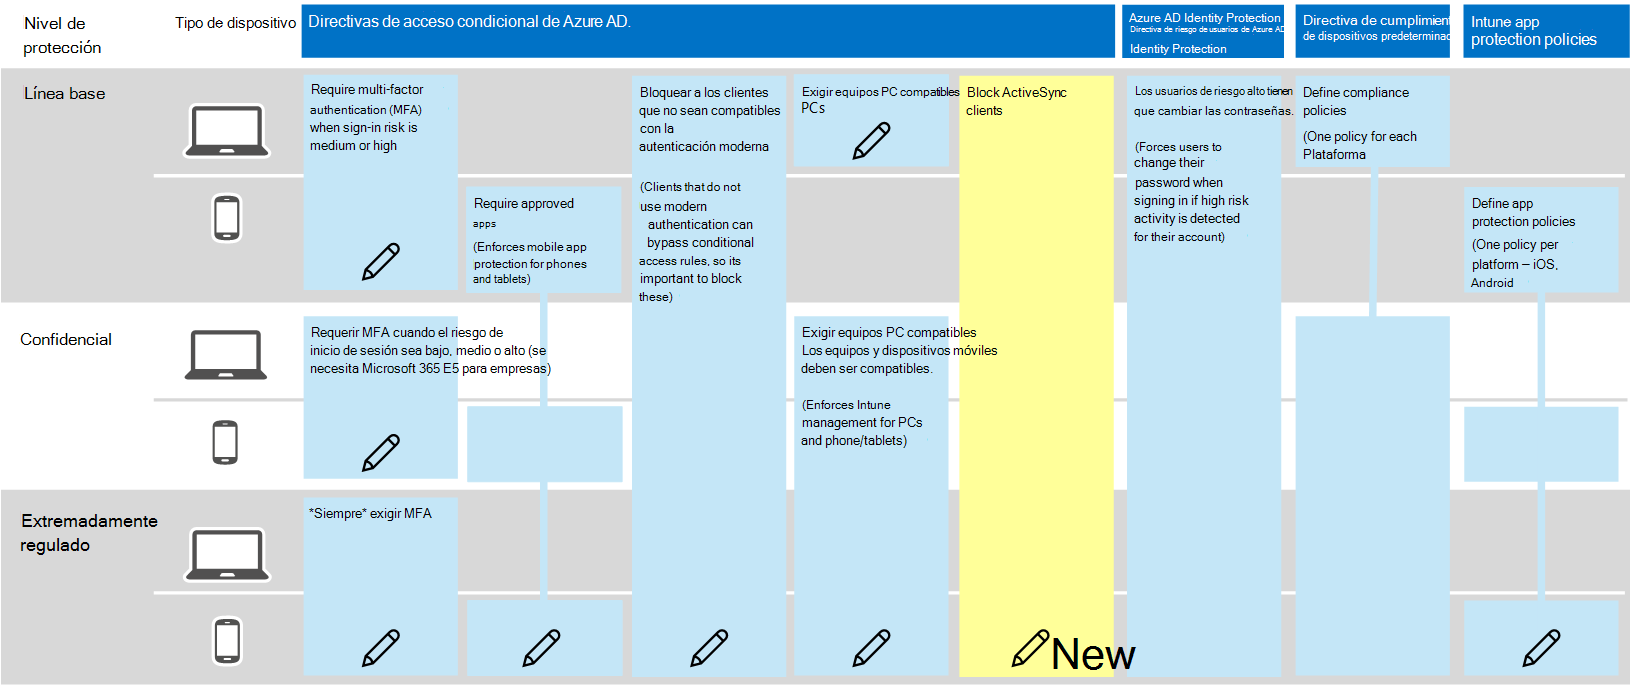 Nivel de
protección
Tipo de dispositivo
Directivas de acceso condicional de Azure AD.
Azure AD Identity Protection
Directiva de riesgo de usuarios de Azure AD
Identity Protection
Directiva de cumplimien
de dispositivos predeterminad
Intune app
protection policies
Línea base
Require multi-factor
authentication (MFA)
when sign-in risk is
medium or high
Require approved
apps
(Enforces mobile app
protection for phones
and tablets)
Bloquear a los clientes
que no sean compatibles
con la
autenticación moderna
(Clients that do not
use modern
authentication can
bypass conditional
access rules, so its
important to block
these)
Exigir equipos PC compatibles
PCs
Block ActiveSync
clients
Los usuarios de riesgo alto tienen
que cambiar las contraseñas.
(Forces users to
change their
password when
signing in if high risk
activity is detected
for their account)
Define compliance
policies
(One policy for each
Plataforma
Define app
protection policies
(One policy per
platform – iOS,
Android
Confidencial
Requerir MFA cuando el riesgo de
inicio de sesión sea bajo, medio o alto (se
necesita Microsoft 365 E5 para empresas)
Exigir equipos PC compatibles
Los equipos y dispositivos móviles
deben ser compatibles.
(Enforces Intune
management for PCs
and phone/tablets)
Extremadamente
regulado
*Siempre* exigir MFA
New